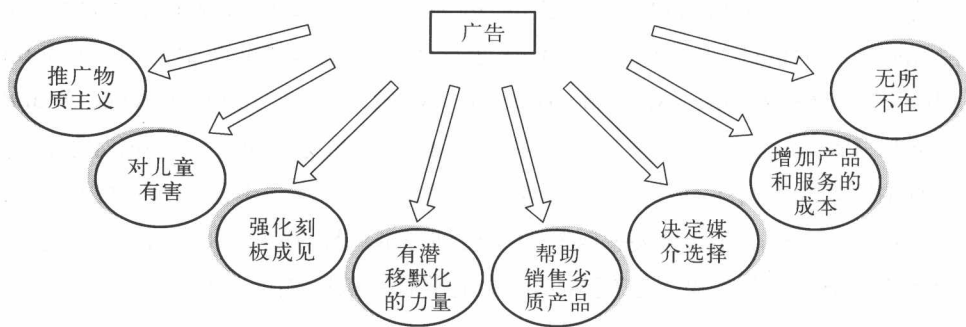 广告
推广物
质主义
对儿童
有害
强化刻
板成见
有潜
移默化
的力量
帮助
销售劣
质产品
决定媒
介选择
增加产品
和服务的
成本
无所
不在